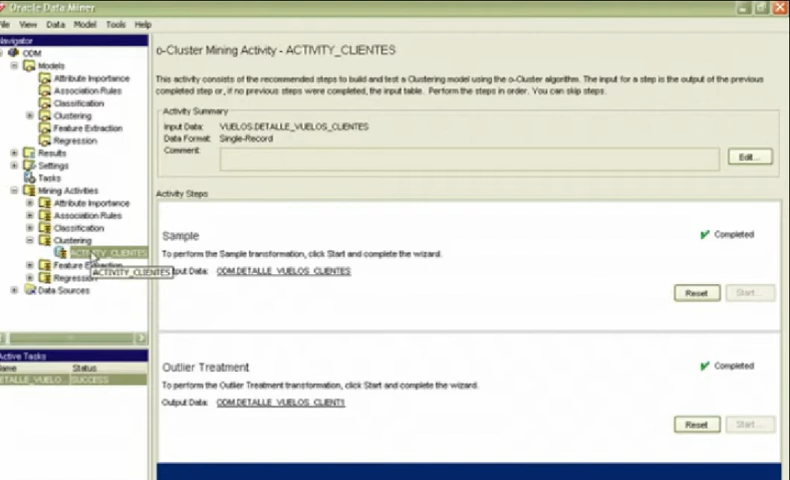 Oracle Data Miner
File View Data Model Tools Help
Navigator
ODM
Models
Attribute Importance
Association Rules
Classification
Clustering
Feature Extraction
Regression
Results
Settings
Tasks
Mining Activities
Attribute Importance
Association Rules
Classification
Clustering
ACTIVITY_CLIENTES
Feature
ACTIVITY_CLIENTES
Regression
Data Sources
Active Tasks
Name Status
ETALLE_VUELO... SUCCESS
o-Cluster Mining Activity - ACTIVITY_CLIENTES
This activity consists of the recommended steps to build and test a Clustering model using the o-Cluster algorithm. The input for a step is the output of the previous
completed step or, if no previous steps were completed, the input table. Perform the steps in order. You can skip steps.
Activity Summary
Input Data: VUELOS.DETALLE_VUELOS_CLIENTES
Data Format: Single-Record
Comment:
Edit...
Activity Steps
Sample
Completed
To perform the Sample transformation, click Start and complete the wizard.
Output Data: ODM.DETALLE_VUELOS_CLIENTES
Reset Start...
Outlier Treatment
Completed
To perform the Outlier Treatment transformation, click Start and complete the wizard.
Output Data: ODM.DETALLE_VUELOS_CLIENT1
Reset Start...